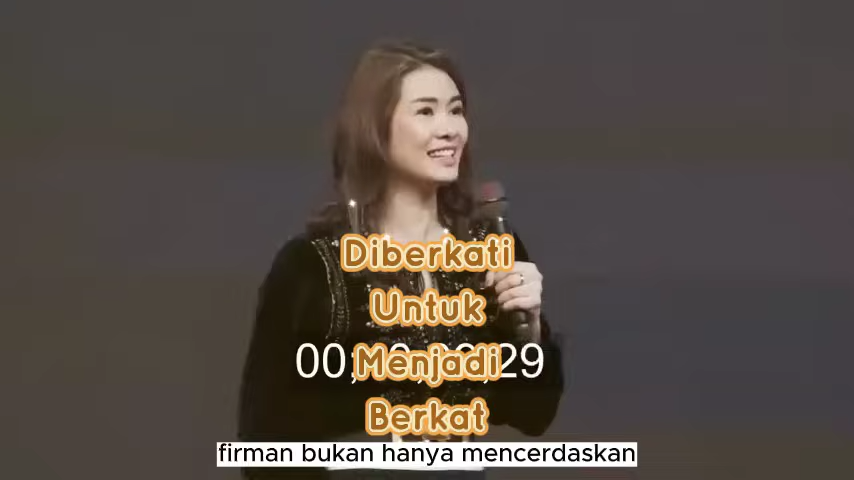 Diberkati
Untuk
Menjadi
Berkat
firman bukan hanya mencerdaskan